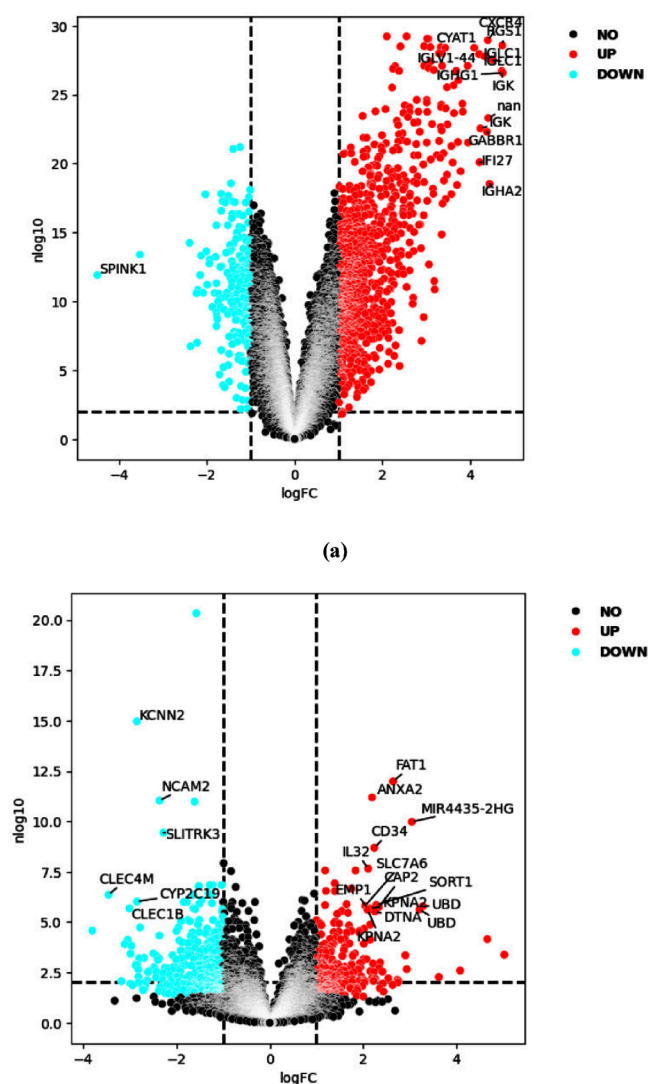 30
25
20
15
10
5
0
nlog10
CXCR4
RGS1
CYAT1
IGLC1
IGLV1-44
IGLC1
IGHG1
IGK
nan
IGK
GABBR1
IFI27
IGHA2
SPINK1
−4 −2 0 2 4
logFC
NO
UP
DOWN
(a)
20.0
17.5
15.0
12.5
10.0
7.5
5.0
2.5
0.0
nlog10
KCNN2
FAT1
NCAM2
ANXA2
MIR4435-2HG
SLITRK3
CD34
IL32
SLC7A6
CLEC4M
CAP2
CYP2C19
EMP1
SORT1
CLEC1B
KPNA2
UBD
DTNA
UBD
KPNA2
−4 −2 0 2 4
logFC
NO
UP
DOWN